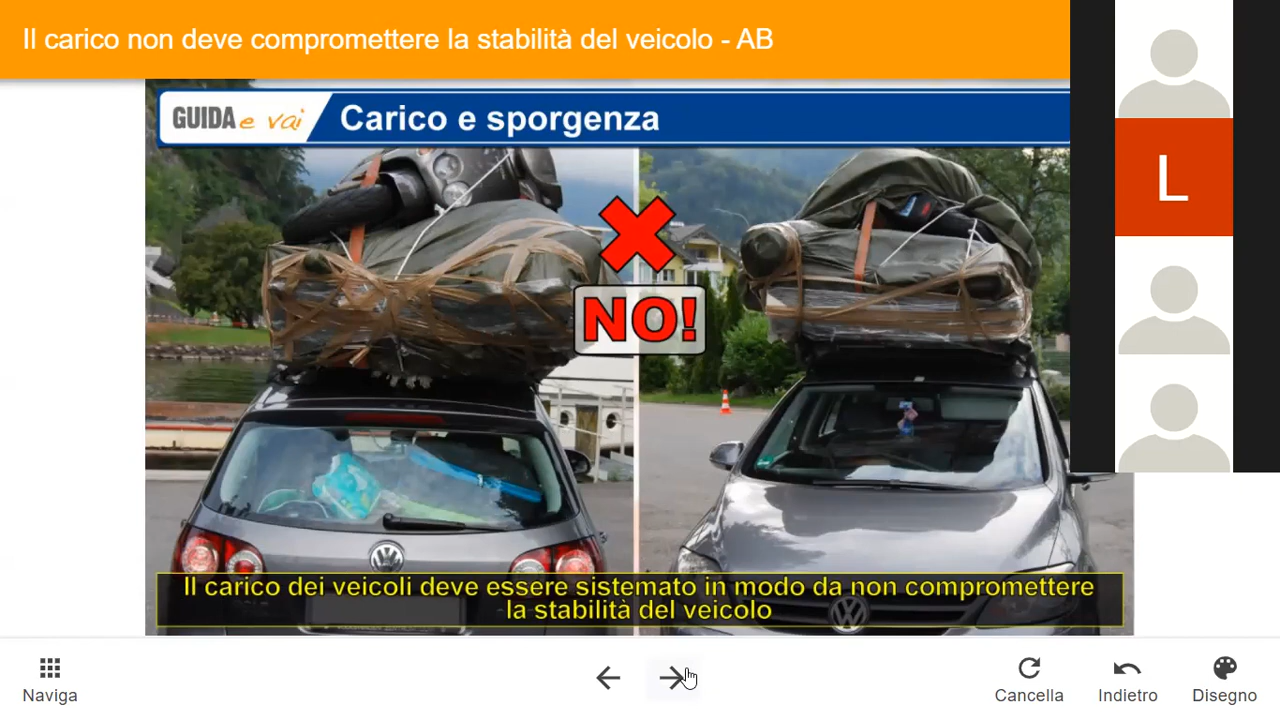 Il carico non deve compromettere la stabilità del veicolo - AB
GUIDA e vai
Carico e sporgenza
L
NO!
Il carico dei veicoli deve essere sistemato in modo da non compromettere
la stabilità del veicolo
Naviga
Cancella
Indietro
Disegno